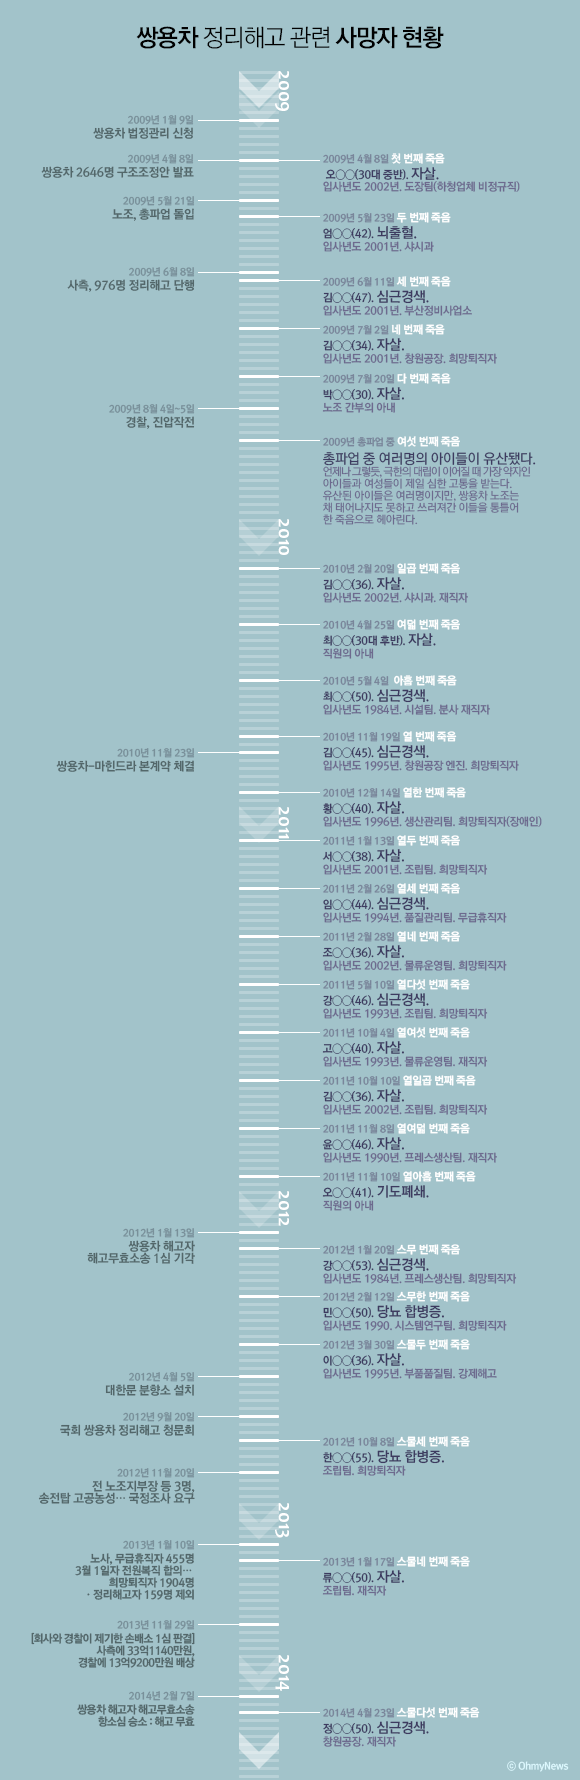 쌍용차 정리해고 관련 사망자 현황
2009
2009년 1월 9일
쌍용차 법정관리 신청
2009년 4월 8일
쌍용차 2646명 구조조정안 발표
2009년 4월 8일 첫 번째 죽음
오○○(30대 중반). 자살.
입사년도 2002년. 도장팀(하청업체 비정규직)
2009년 5월 21일
노조, 총파업 돌입
2009년 5월 23일 두 번째 죽음
엄○○(42). 뇌출혈.
입사년도 2001년. 샤시과
2009년 6월 8일
사측, 976명 정리해고 단행
2009년 6월 11일 세 번째 죽음
김○○(47). 심근경색.
입사년도 2001년. 부산정비사업소
2009년 7월 2일 네 번째 죽음
김○○(34). 자살.
입사년도 2001년. 창원공장. 희망퇴직자
2009년 7월 20일 다 번째 죽음
박○○(30). 자살.
노조 간부의 아내
2009년 8월 4일~5일
경찰, 진압작전
2009년 총파업 중 여섯 번째 죽음
총파업 중 여러명의 아이들이 유산됐다.
언제나 그렇듯, 극한의 대립이 이어질 때 가장 약자인
아이들과 여성들이 제일 심한 고통을 받는다.
유산된 아이들은 여러명이지만, 쌍용차 노조는
채 태어나지도 못하고 쓰러져간 이들을 통틀어
한 죽음으로 헤아린다.
2010
2010년 2월 20일 일곱 번째 죽음
김○○(36). 자살.
입사년도 2002년. 샤시과. 재직자
2010년 4월 25일 여덟 번째 죽음
최○○(30대 후반). 자살.
직원의 아내
2010년 5월 4일 아홉 번째 죽음
최○○(50). 심근경색.
입사년도 1984년. 시설팀. 분사 재직자
2010년 11월 19일 열 번째 죽음
김○○(45). 심근경색.
입사년도 1995년. 창원공장 엔진. 희망퇴직자
2010년 11월 23일
쌍용차-마힌드라 본계약 체결
2010년 12월 14일 열한 번째 죽음
황○○(40). 자살.
입사년도 1996년. 생산관리팀. 희망퇴직자(장애인)
2011
2011년 1월 13일 열두 번째 죽음
서○○(38). 자살.
입사년도 2001년. 조립팀. 희망퇴직자
2011년 2월 26일 열세 번째 죽음
임○○(44). 심근경색.
입사년도 1994년. 품질관리팀. 무급휴직자
2011년 2월 28일 열네 번째 죽음
조○○(36). 자살.
입사년도 2002년. 물류운영팀. 희망퇴직자
2011년 5월 10일 열다섯 번째 죽음
강○○(46). 심근경색.
입사년도 1993년. 조립팀. 희망퇴직자
2011년 10월 4일 열여섯 번째 죽음
고○○(40). 자살.
입사년도 1993년. 물류운영팀. 재직자
2011년 10월 10일 열일곱 번째 죽음
김○○(36). 자살.
입사년도 2002년. 조립팀. 희망퇴직자
2011년 11월 8일 열여덟 번째 죽음
윤○○(46). 자살.
입사년도 1990년. 프레스생산팀. 재직자
2011년 11월 10일 열아홉 번째 죽음
오○○(41). 기도폐쇄.
직원의 아내
2012
2012년 1월 13일
쌍용차 해고자
해고무효소송 1심 기각
2012년 1월 20일 스무 번째 죽음
강○○(53). 심근경색.
입사년도 1984년. 프레스생산팀. 희망퇴직자
2012년 2월 12일 스무한 번째 죽음
민○○(50). 당뇨 합병증.
입사년도 1990. 시스템연구팀. 희망퇴직자
2012년 3월 30일 스물두 번째 죽음
이○○(36). 자살.
입사년도 1995년. 부품품질팀. 강제해고
2012년 4월 5일
대한문 분향소 설치
2012년 9월 20일
국회 쌍용차 정리해고 청문회
2012년 10월 8일 스물세 번째 죽음
한○○(55). 당뇨 합병증.
조립팀. 희망퇴직자
2012년 11월 20일
전 노조지부장 등 3명,
송전탑 고공농성… 국정조사 요구
2013
2013년 1월 10일
노사, 무급휴직자 455명
3월 1일자 전원복직 합의…
희망퇴직자 1904명
· 정리해고자 159명 제외
2013년 1월 17일 스물네 번째 죽음
류○○(50). 자살.
조립팀. 재직자
2013년 11월 29일
[회사와 경찰이 제기한 손배소 1심 판결]
사측에 33억1140만원,
경찰에 13억9200만원 배상
2014
2014년 2월 7일
쌍용차 해고자 해고무효소송
항소심 승소 : 해고 무효
2014년 4월 23일 스물다섯 번째 죽음
정○○(50). 심근경색.
창원공장. 재직자
ⓒ OhmyNews